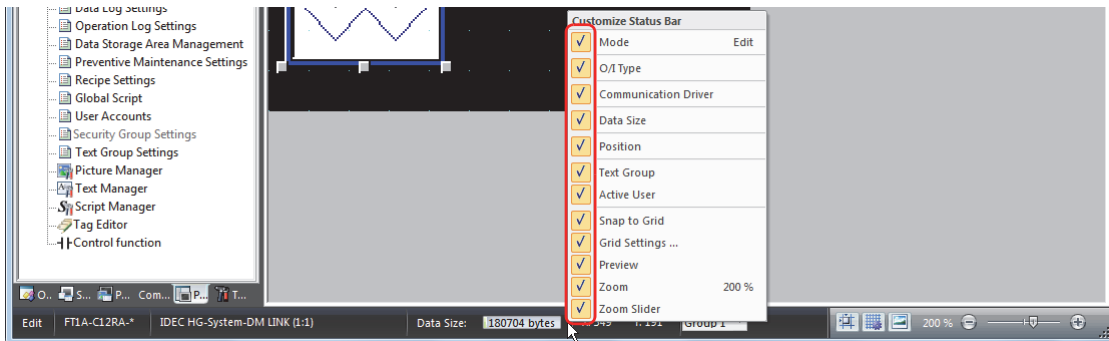 Data Log Settings
Operation Log Settings
Data Storage Area Management
Preventive Maintenance Settings
Recipe Settings
Global Script
User Accounts
Security Group Settings
Text Group Settings
Picture Manager
Text Manager
Script Manager
Tag Editor
Control function
O.. S... P... Com... P... T...
Customize Status Bar
Mode Edit
O/I Type
Communication Driver
Data Size
Position
Text Group
Active User
Snap to Grid
Grid Settings ...
Preview
Zoom 200 %
Zoom Slider
Edit FT1A-C12RA-* IDEC HG-System-DM LINK (1:1) Data Size: 180704 bytes 349 191 Group 1 200 %